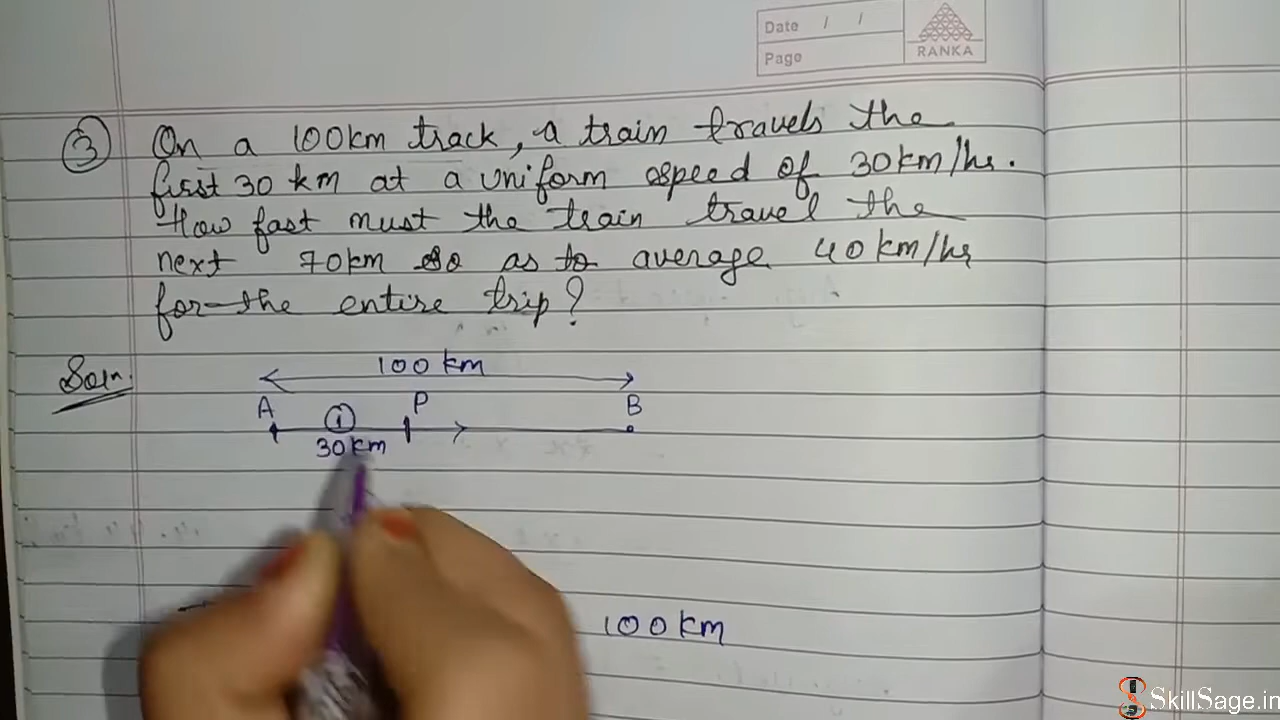 Date / /
Page
RANKA
③ On a 100km track, a train travels the
first 30 km at a uniform speed of 30km/hr.
How fast must the train travel the
next 70km so as to average 40km/hr
for the entire trip?
Soln.
100 km
A ① P B
30km
100 km
SkillSage.in